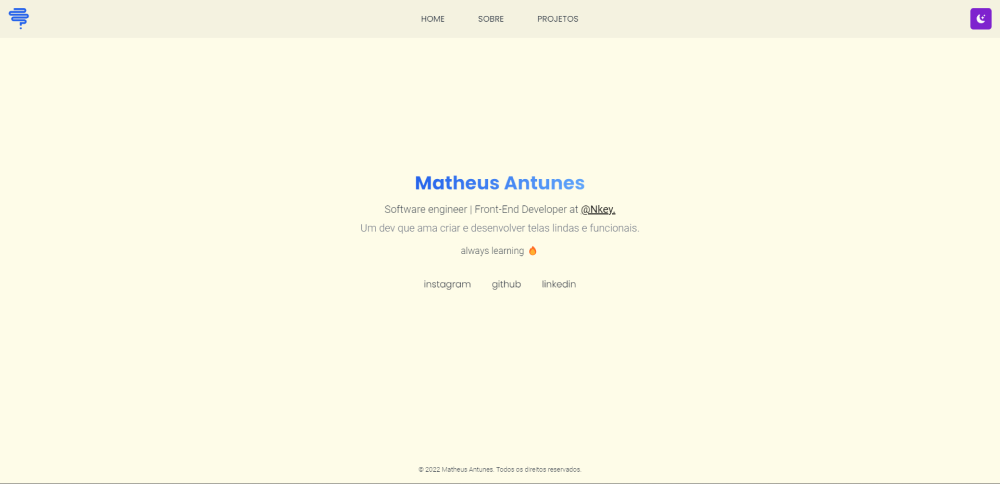 HOME SOBRE PROJETOS
Matheus Antunes
Software engineer | Front-End Developer at @Nkey.
Um dev que ama criar e desenvolver telas lindas e funcionais.
always learning 🔥
instagram github linkedin
© 2022 Matheus Antunes. Todos os direitos reservados.